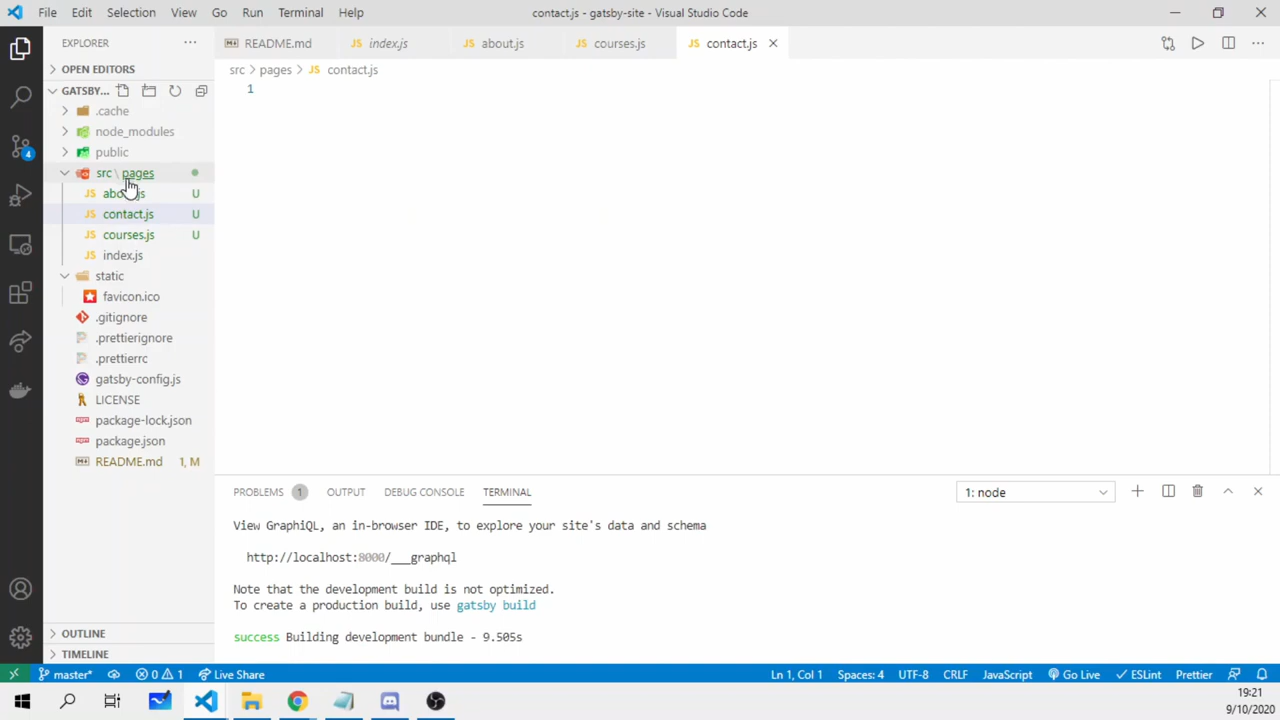 File Edit Selection View Go Run Terminal Help contact.js - gatsby-site - Visual Studio Code
EXPLORER
README.md index.js about.js courses.js contact.js
OPEN EDITORS
src > pages > contact.js
GATSBY...
1
.cache
node_modules
public
src \ pages
U
contact.js U
courses.js U
index.js
static
favicon.ico
.gitignore
.prettierignore
.prettierrc
gatsby-config.js
LICENSE
package-lock.json
package.json
README.md 1, M
PROBLEMS 1 OUTPUT DEBUG CONSOLE TERMINAL 1: node
View GraphiQL, an in-browser IDE, to explore your site's data and schema
http://localhost:8000/___graphql
Note that the development build is not optimized.
To create a production build, use gatsby build
success Building development bundle - 9.505s
OUTLINE
TIMELINE
4
master* 0 1 Live Share Ln 1, Col 1 Spaces: 4 UTF-8 CRLF JavaScript Go Live ESLint Prettier
19:21
9/10/2020